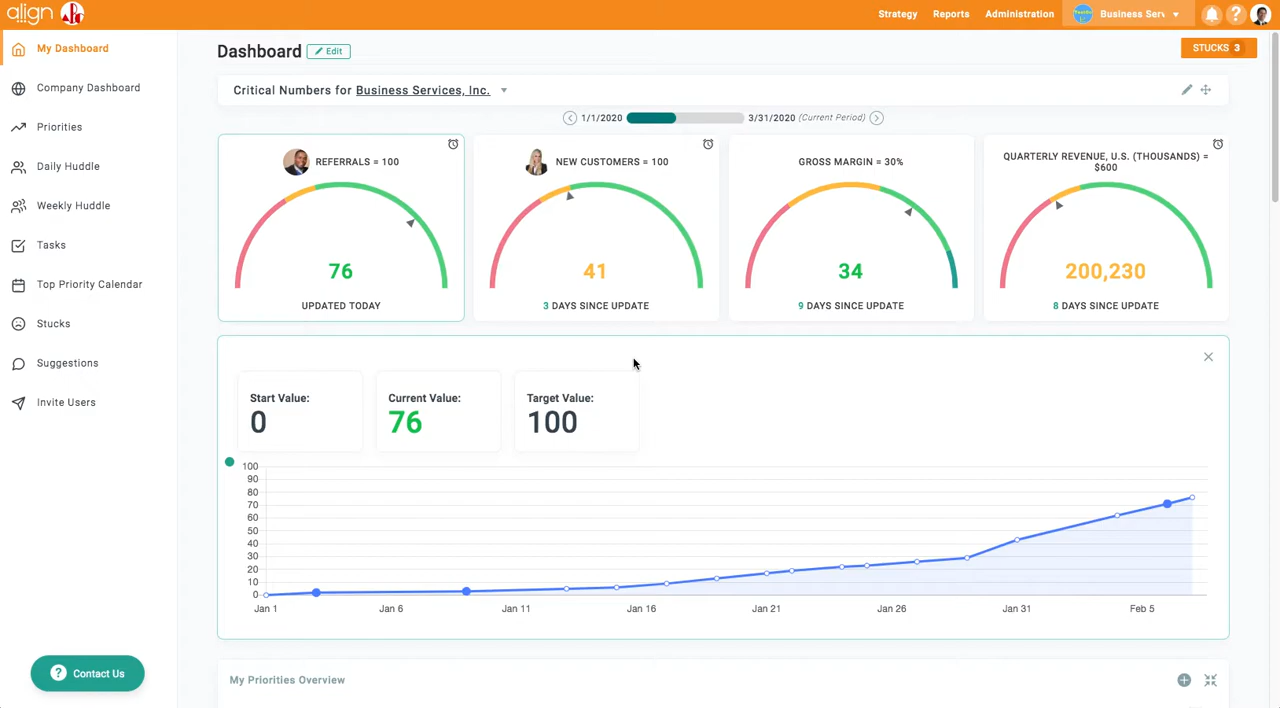 align
Strategy
Reports
Administration
Business Serv
My Dashboard
Company Dashboard
Priorities
Daily Huddle
Weekly Huddle
Tasks
Top Priority Calendar
Stucks
Suggestions
Invite Users
? Contact Us
Dashboard
Edit
STUCKS 3
Critical Numbers for Business Services, Inc.
1/1/2020
3/31/2020 (Current Period)
REFERRALS = 100
76
UPDATED TODAY
NEW CUSTOMERS = 100
41
3 DAYS SINCE UPDATE
GROSS MARGIN = 30%
34
9 DAYS SINCE UPDATE
QUARTERLY REVENUE, U.S. (THOUSANDS) =
$600
200,230
8 DAYS SINCE UPDATE
Start Value:
0
Current Value:
76
Target Value:
100
100
90
80
70
60
50
40
30
20
10
0
Jan 1
Jan 6
Jan 11
Jan 16
Jan 21
Jan 26
Jan 31
Feb 5
My Priorities Overview